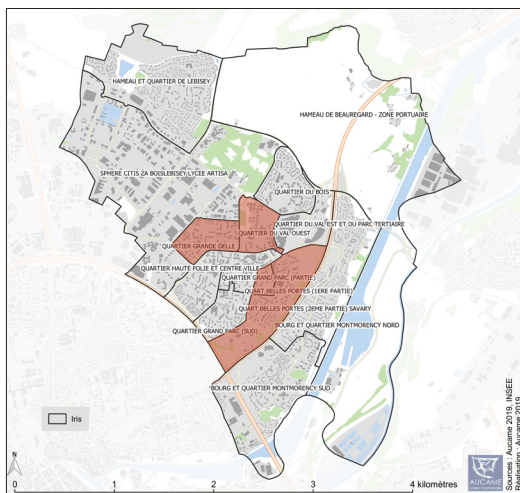 HAMEAU ET QUARTIER DE LEBISEY
HAMEAU DE BEAUREGARD - ZONE PORTUAIRE
SPHERE CITIS ZA BOISLEBISEY LYCEE ARTISA
QUARTIER DU BOIS
QUARTIER DU VAL EST ET DU PARC TERTIAIRE
QUARTIER DU VAL OUEST
QUARTIER GRANDE DELLE
QUARTIER HAUTE FOLIE ET CENTRE-VILLE
QUARTIER GRAND PARC (PARTIE)
QUART BELLES PORTES (1ERE PARTIE)
QUART BELLES PORTES (2EME PARTIE) SAVARY
BOURG ET QUARTIER MONTMORENCY NORD
QUARTIER GRAND PARC (SUD)
BOURG ET QUARTIER MONTMORENCY SUD
Iris
N
0 1 2 3 4 kilomètres
AUCAME
Sources : Aucame 2019, INSEE
Réalisation : Aucame 2019